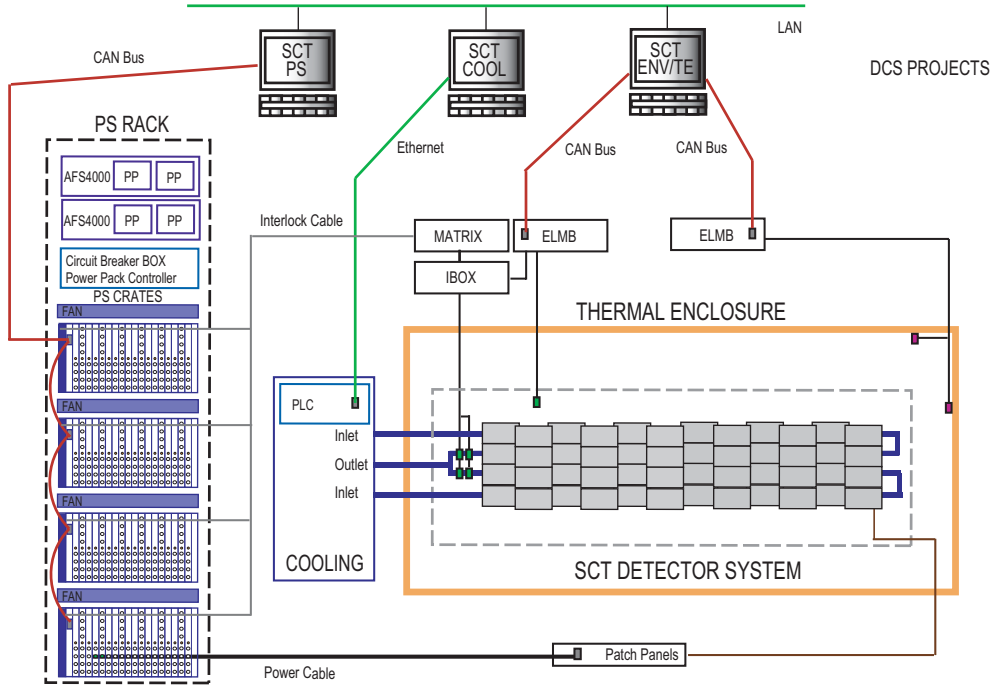 LAN
SCT
PS
SCT
COOL
SCT
ENV/TE
DCS PROJECTS
CAN Bus
PS RACK
Ethernet
CAN Bus
CAN Bus
AFS4000 PP PP
AFS4000 PP PP
Interlock Cable
MATRIX
ELMB
ELMB
Circuit Breaker BOX
Power Pack Controller
IBOX
PS CRATES
FAN
THERMAL ENCLOSURE
PLC
FAN
Inlet
Outlet
Inlet
FAN
COOLING
SCT DETECTOR SYSTEM
FAN
Patch Panels
Power Cable